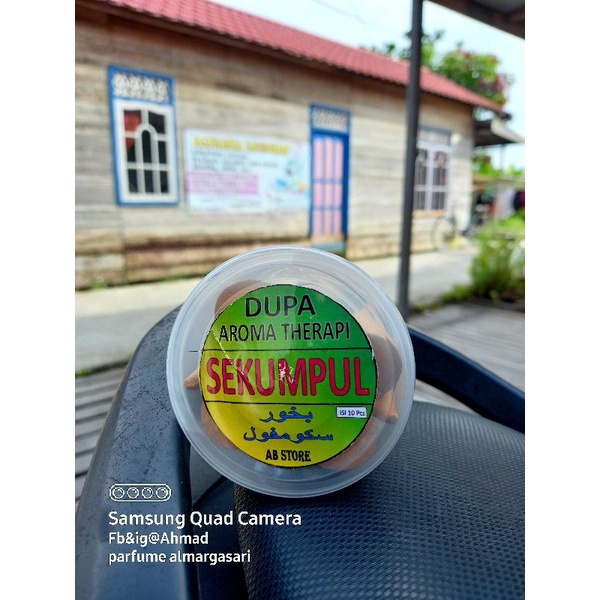 DUPA
AROMA THERAPI
SEKUMPUL
بخور
ISI 10 Pcs
سكومفول
AB STORE
Samsung Quad Camera
Fb&ig@Ahmad
parfume almargasari